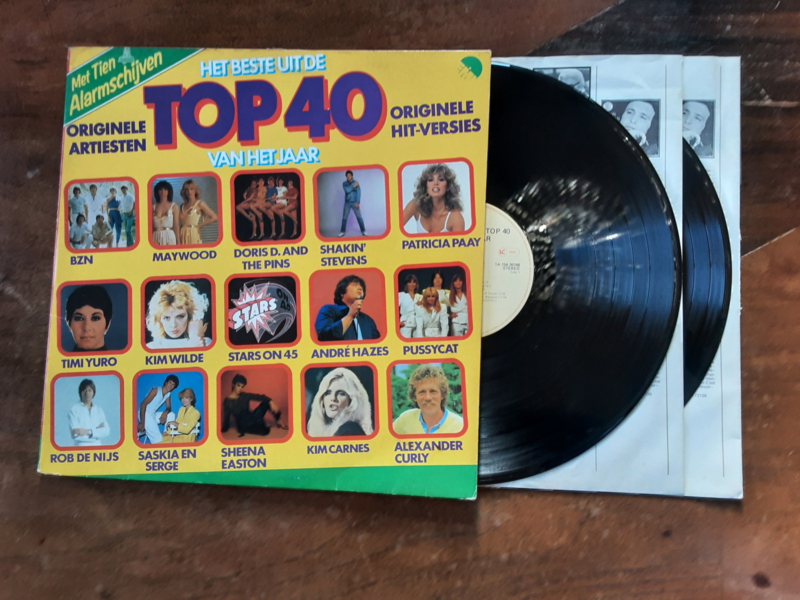 Met Tien
Alarmschijven
HET BESTE UIT DE
TOP 40
VAN HET JAAR
ORIGINELE
ARTIESTEN
ORIGINELE
HIT-VERSIES
BZN
MAYWOOD
DORIS D. AND
THE PINS
SHAKIN'
STEVENS
PATRICIA PAAY
TIMI YURO
KIM WILDE
STARS
STARS ON 45
ANDRÉ HAZES
PUSSYCAT
ROB DE NIJS
SASKIA EN
SERGE
SHEENA
EASTON
KIM CARNES
ALEXANDER
CURLY
TOP 40